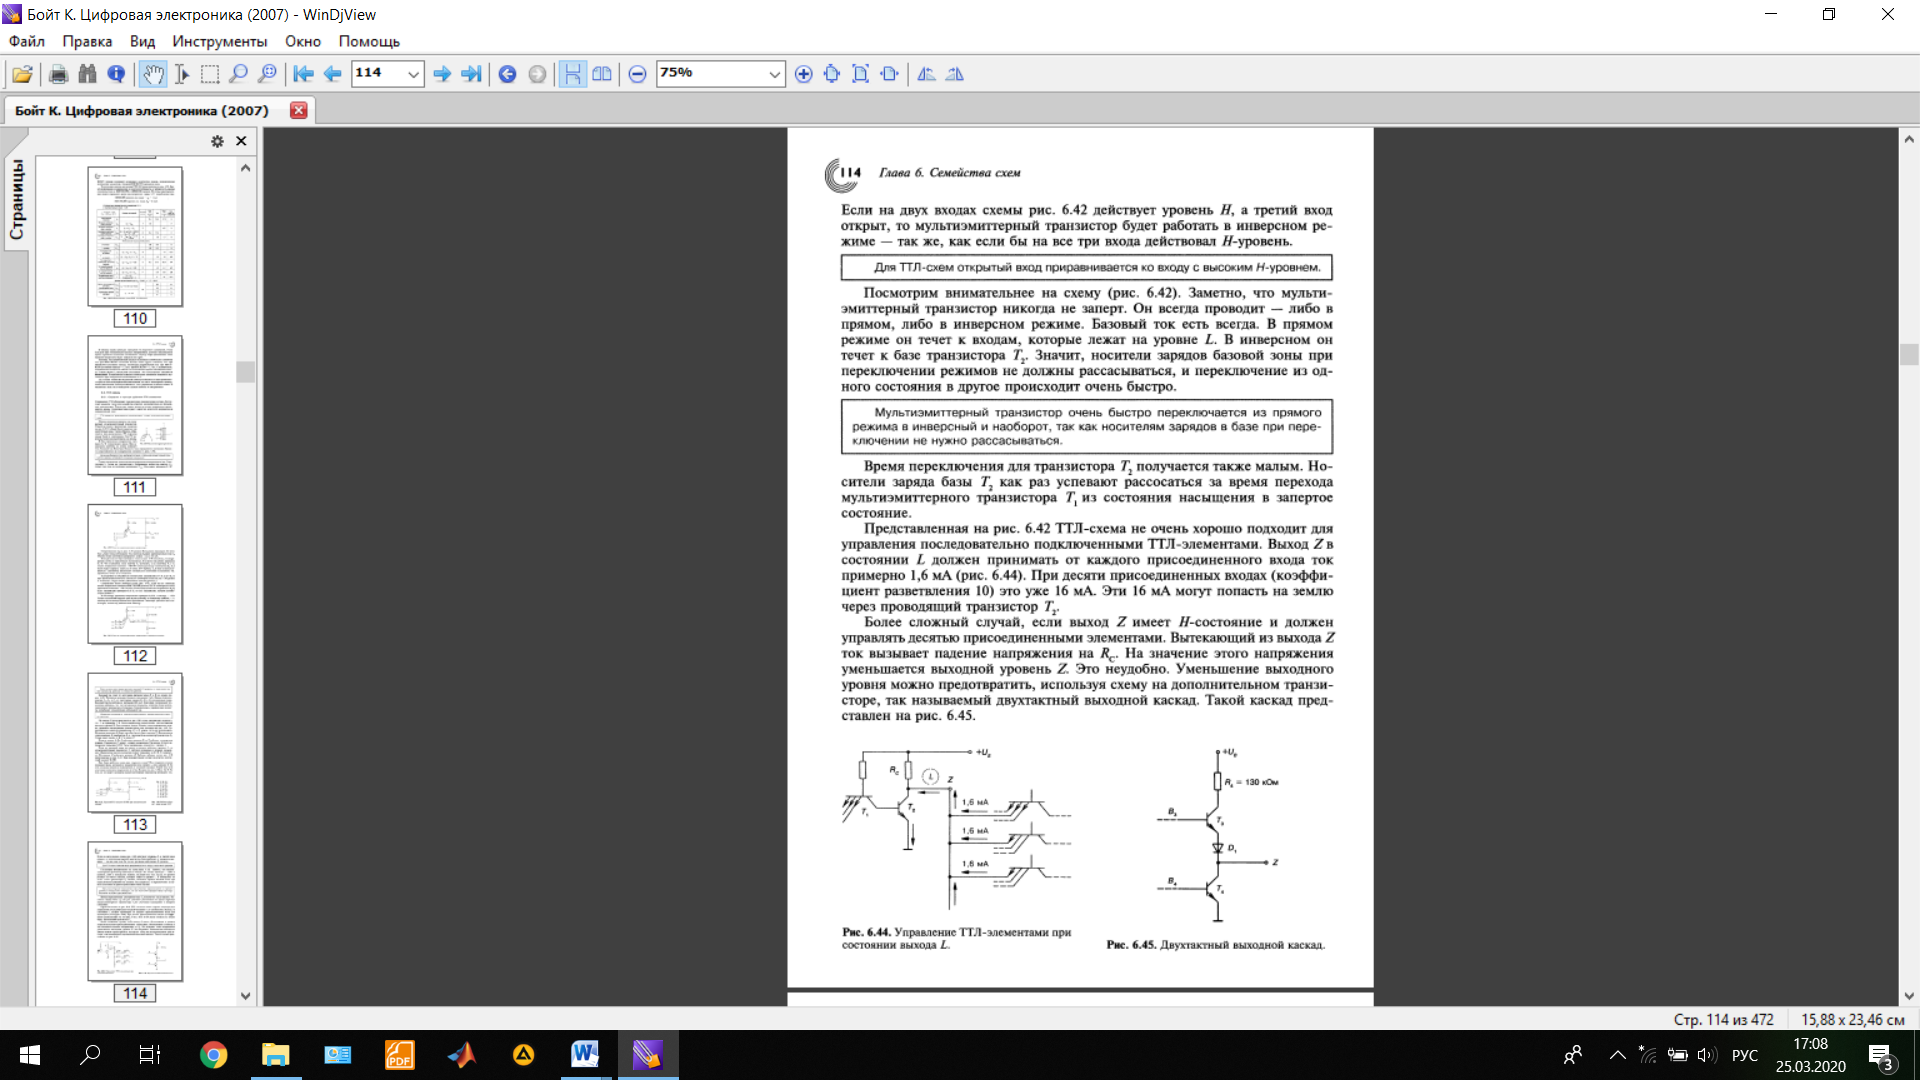 Бойт К. Цифровая электроника (2007) - WinDjView
Файл Правка Вид Инструменты Окно Помощь
114 75%
Бойт К. Цифровая электроника (2007)
Страницы
110
111
112
113
114
114 Глава 6. Семейства схем
Если на двух входах схемы рис. 6.42 действует уровень H, а третий вход
открыт, то мультиэмиттерный транзистор будет работать в инверсном ре-
жиме — так же, как если бы на все три входа действовал H-уровень.
Для ТТЛ-схем открытый вход приравнивается ко входу с высоким H-уровнем.
Посмотрим внимательнее на схему (рис. 6.42). Заметно, что мульти-
эмиттерный транзистор никогда не заперт. Он всегда проводит — либо в
прямом, либо в инверсном режиме. Базовый ток есть всегда. В прямом
режиме он течет к входам, которые лежат на уровне L. В инверсном он
течет к базе транзистора T2. Значит, носители зарядов базовой зоны при
переключении режимов не должны рассасываться, и переключение из од-
ного состояния в другое происходит очень быстро.
Мультиэмиттерный транзистор очень быстро переключается из прямого
режима в инверсный и наоборот, так как носителям зарядов в базе при пере-
ключении не нужно рассасываться.
Время переключения для транзистора T2 получается также малым. Но-
сители заряда базы T2 как раз успевают рассосаться за время перехода
мультиэмиттерного транзистора T1 из состояния насыщения в запертое
состояние.
Представленная на рис. 6.42 ТТЛ-схема не очень хорошо подходит для
управления последовательно подключенными ТТЛ-элементами. Выход Z в
состоянии L должен принимать от каждого присоединенного входа ток
примерно 1,6 мА (рис. 6.44). При десяти присоединенных входах (коэффи-
циент разветвления 10) это уже 16 мА. Эти 16 мА могут попасть на землю
через проводящий транзистор T2.
Более сложный случай, если выход Z имеет H-состояние и должен
управлять десятью присоединенными элементами. Вытекающий из выхода Z
ток вызывает падение напряжения на RC. На значение этого напряжения
уменьшается выходной уровень Z. Это неудобно. Уменьшение выходного
уровня можно предотвратить, используя схему на дополнительном транзи-
сторе, так называемый двухтактный выходной каскад. Такой каскад пред-
ставлен на рис. 6.45.
RC L Z
T1 T2
1,6 мА
1,6 мА
1,6 мА
R4 = 130 кОм
D1
Z
Рис. 6.44. Управление ТТЛ-элементами при
состоянии выхода L.
Рис. 6.45. Двухтактный выходной каскад.
Стр. 114 из 472 15,88 x 23,46 см
PDF
РУС
17:08
25.03.2020
3